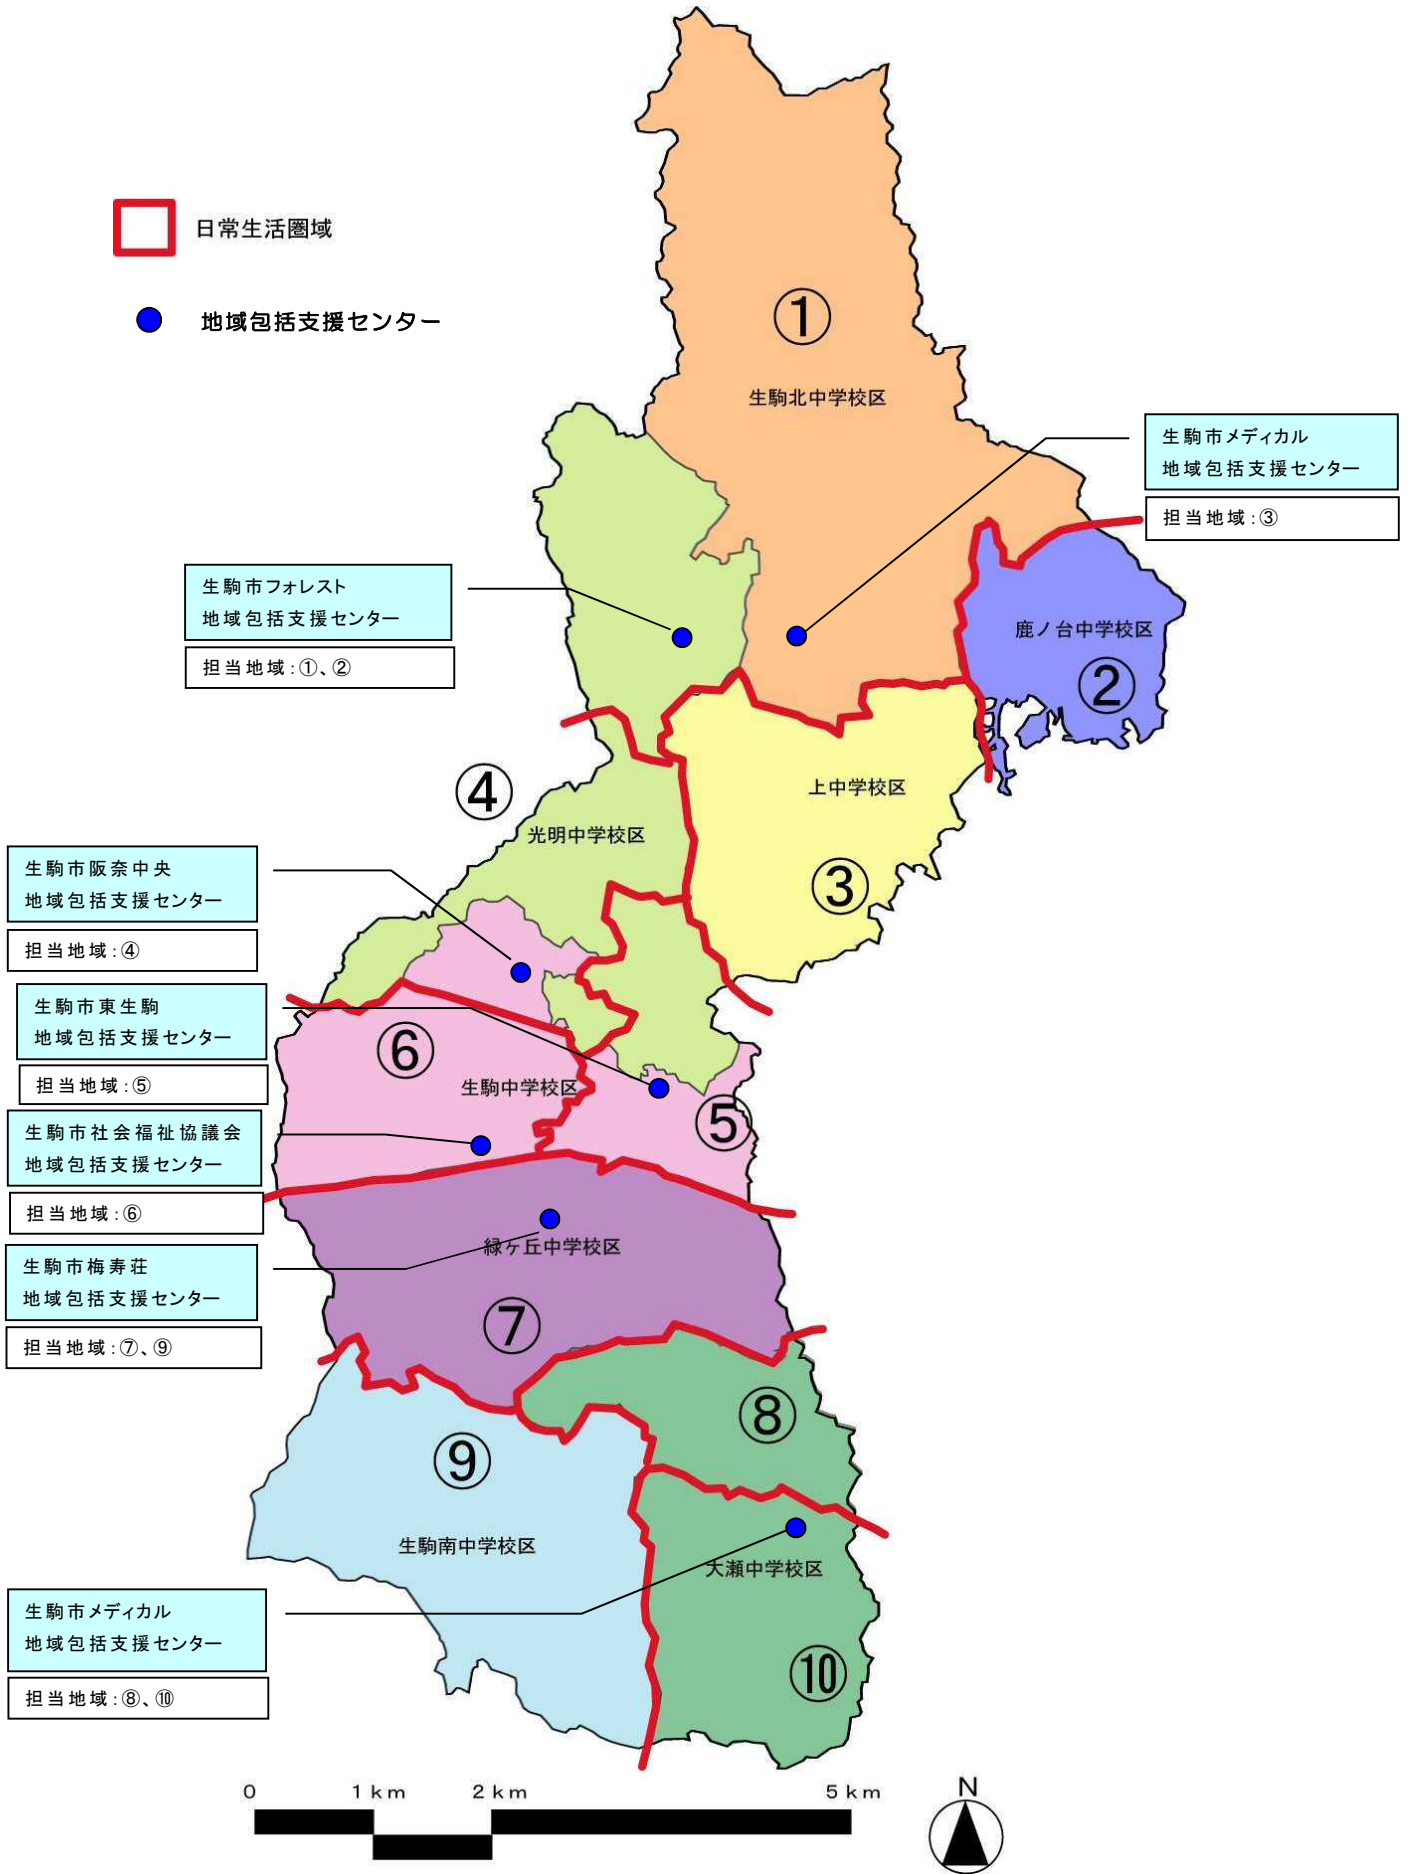 日常生活圏域
地域包括支援センター
①
生駒北中学校区
生駒市メディカル
地域包括支援センター
担当地域:③
生駒市フォレスト
地域包括支援センター
担当地域:①、②
鹿ノ台中学校区
②
④
上中学校区
光明中学校区
③
生駒市阪奈中央
地域包括支援センター
担当地域:④
生駒市東生駒
地域包括支援センター
担当地域:⑤
⑥
生駒中学校区
⑤
生駒市社会福祉協議会
地域包括支援センター
担当地域:⑥
生駒市梅寿荘
地域包括支援センター
担当地域:⑦、⑨
緑ヶ丘中学校区
⑦
⑧
⑨
生駒南中学校区
大瀬中学校区
生駒市メディカル
地域包括支援センター
担当地域:⑧、⑩
⑩
0 1km 2km 5km
N